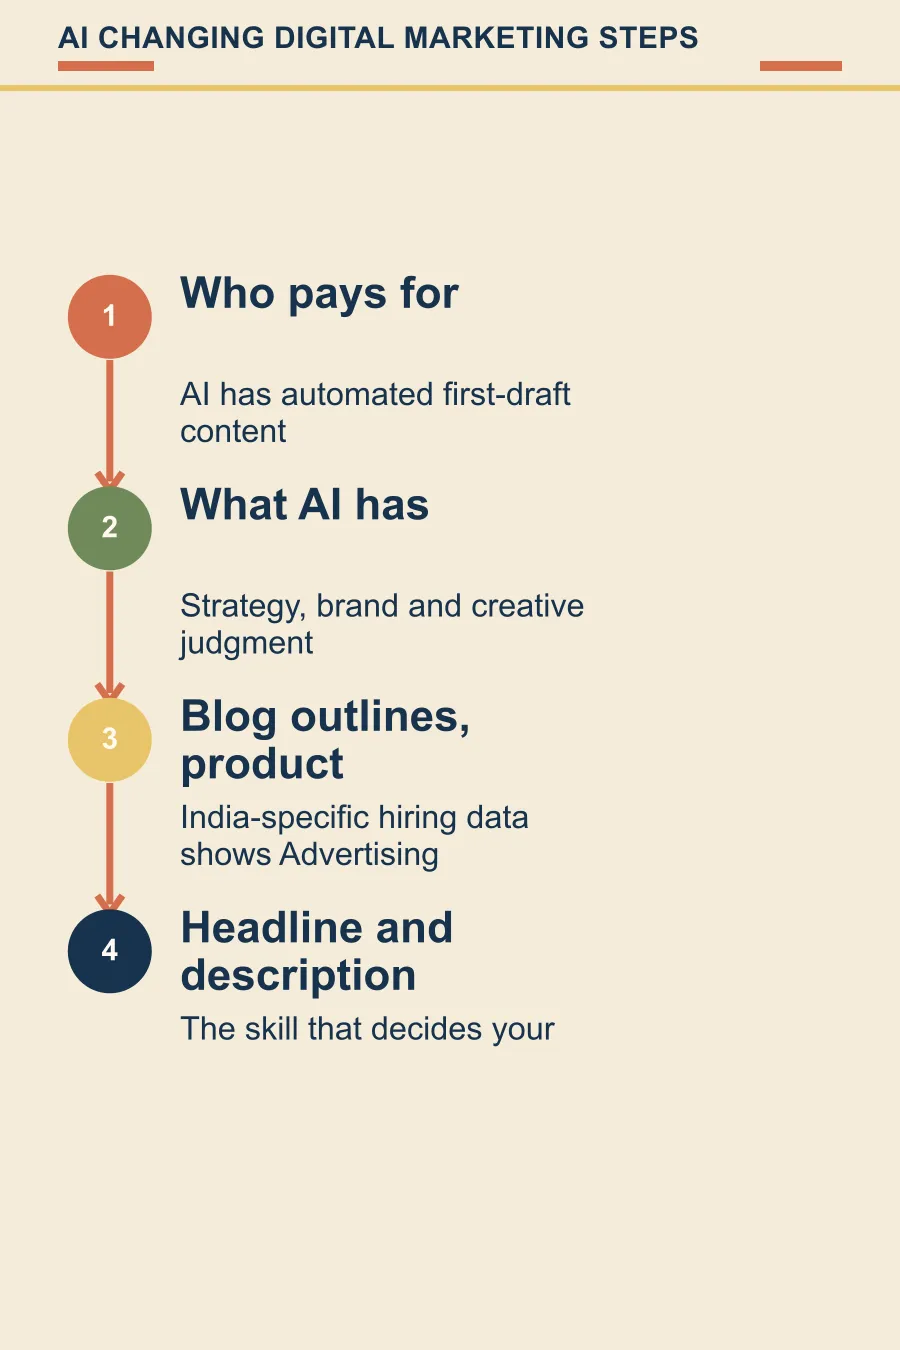 AI CHANGING DIGITAL MARKETING STEPS
1
Who pays for
AI has automated first-draft
content
2
What AI has
Strategy, brand and creative
judgment
3
Blog outlines,
product
India-specific hiring data
shows Advertising
4
Headline and
description
The skill that decides your